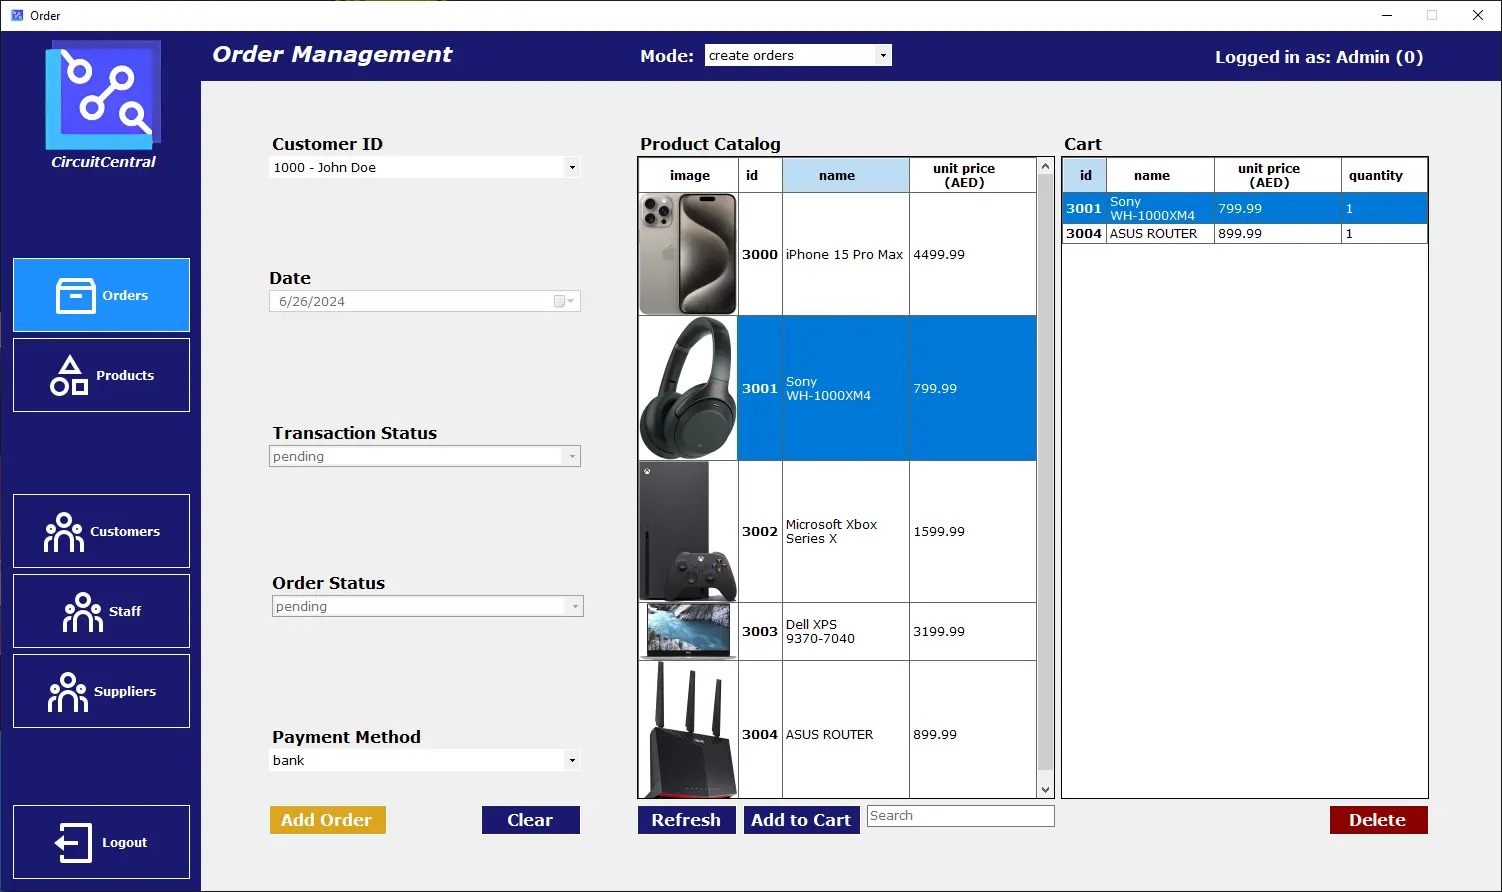 Order
CircuitCentral
Order Management
Mode:
create orders
Logged in as: Admin (0)
Orders
Products
Customers
Staff
Suppliers
Logout
Customer ID
1000 - John Doe
Date
6/26/2024
Transaction Status
pending
Order Status
pending
Payment Method
bank
Add Order
Clear
Product Catalog
image
id
name
unit price
(AED)
3000
iPhone 15 Pro Max
4499.99
3001
Sony
WH-1000XM4
799.99
3002
Microsoft Xbox
Series X
1599.99
3003
Dell XPS
9370-7040
3199.99
3004
ASUS ROUTER
899.99
Refresh
Add to Cart
Search
Cart
id
name
unit price
(AED)
quantity
3001
Sony
WH-1000XM4
799.99
1
3004
ASUS ROUTER
899.99
1
Delete